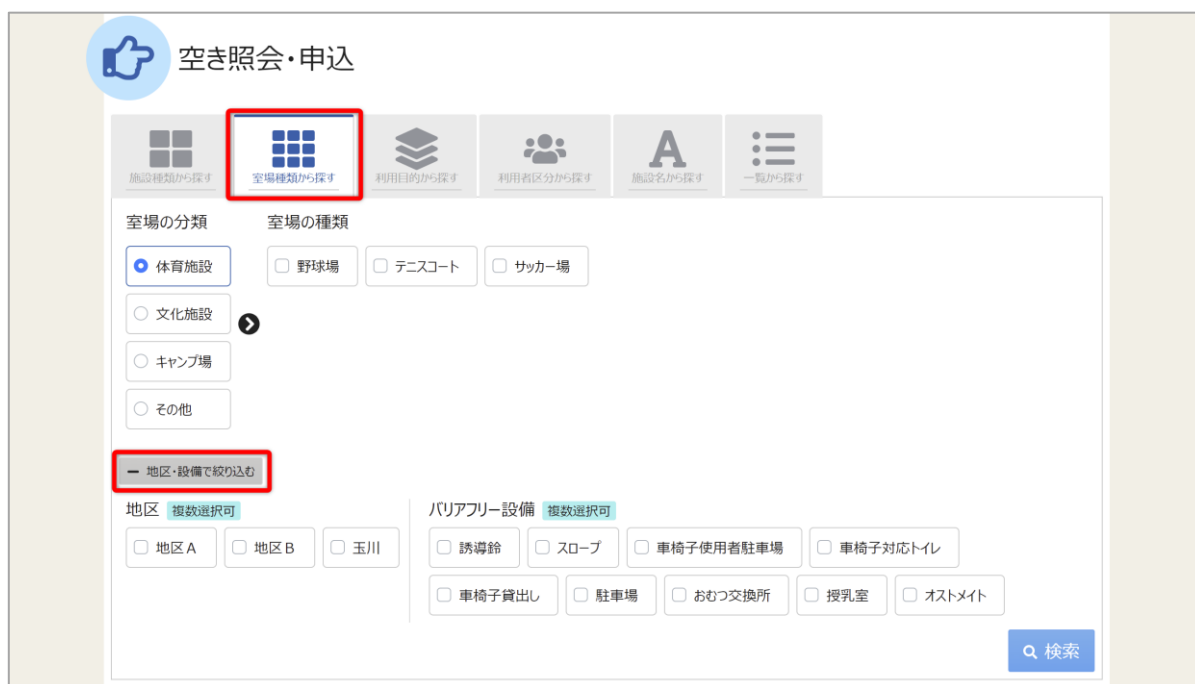 空き照会・申込
施設種類から探す 室場種類から探す 利用目的から探す 利用者区分から探す 施設名から探す 一覧から探す
室場の分類 室場の種類
体育施設 野球場 テニスコート サッカー場
文化施設
キャンプ場
その他
地区・設備で絞り込む
地区 複数選択可 バリアフリー設備 複数選択可
地区A 地区B 玉川 誘導鈴 スロープ 車椅子使用者駐車場 車椅子対応トイレ
車椅子貸出し 駐車場 おむつ交換所 授乳室 オストメイト
検索